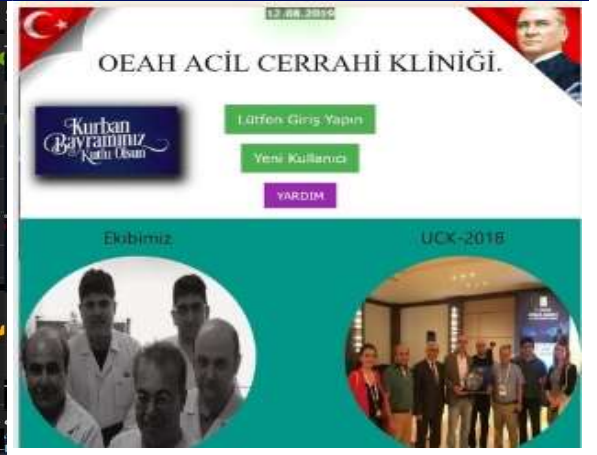 12.08.2019
OEAH ACİL CERRAHİ KLİNİĞİ.
Kurban
Bayramınız
Kutlu Olsun
Lütfen Giriş Yapın
Yeni Kullanıcı
YARDIM
Ekibimiz
UCK-2018